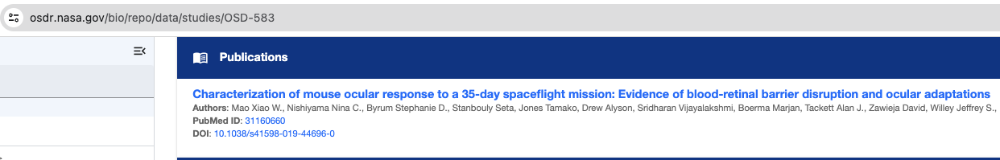 osdr.nasa.gov/bio/repo/data/studies/OSD-583
Publications
Characterization of mouse ocular response to a 35-day spaceflight mission: Evidence of blood-retinal barrier disruption and ocular adaptations
Authors: Mao Xiao W., Nishiyama Nina C., Byrum Stephanie D., Stanbouly Seta, Jones Tamako, Drew Alyson, Sridharan Vijayalakshmi, Boerma Marjan, Tackett Alan J., Zawieja David, Willey Jeffrey S.,
PubMed ID: 31160660
DOI: 10.1038/s41598-019-44696-0